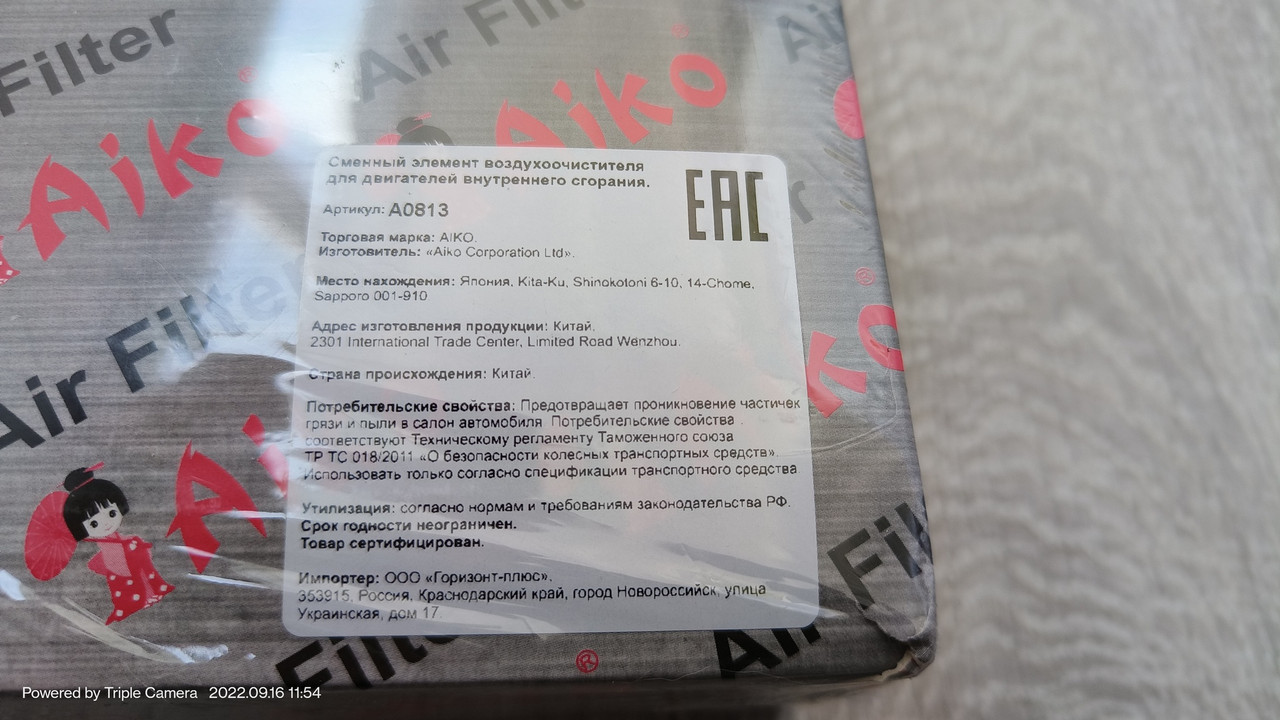 Filter
Air Filter
Air
Aiko
Aiko
®
Сменный элемент воздухоочистителя
для двигателей внутреннего сгорания.
EAC
Артикул: А0813
Торговая марка: AIKO.
Изготовитель: «Aiko Corporation Ltd».
Место нахождения: Япония, Kita-Ku, Shinokotoni 6-10, 14-Chome,
Sapporo 001-910
Адрес изготовления продукции: Китай.
2301 International Trade Center, Limited Road Wenzhou.
Страна происхождения: Китай.
Потребительские свойства: Предотвращает проникновение частичек
грязи и пыли в салон автомобиля Потребительские свойства .
соответствуют Техническому регламенту Таможенного союза
ТР ТС 018/2011 «О безопасности колесных транспортных средств».
Использовать только согласно спецификации транспортного средства.
Утилизация: согласно нормам и требованиям законодательства РФ.
Срок годности неограничен.
Товар сертифицирован.
Импортер: ООО «Горизонт-плюс».
353915, Россия, Краснодарский край, город Новороссийск, улица
Украинская, дом 17.
Air Filter
ko
®
Ai
Air Fil
Filter
®
Powered by Triple Camera 2022.09.16 11:54